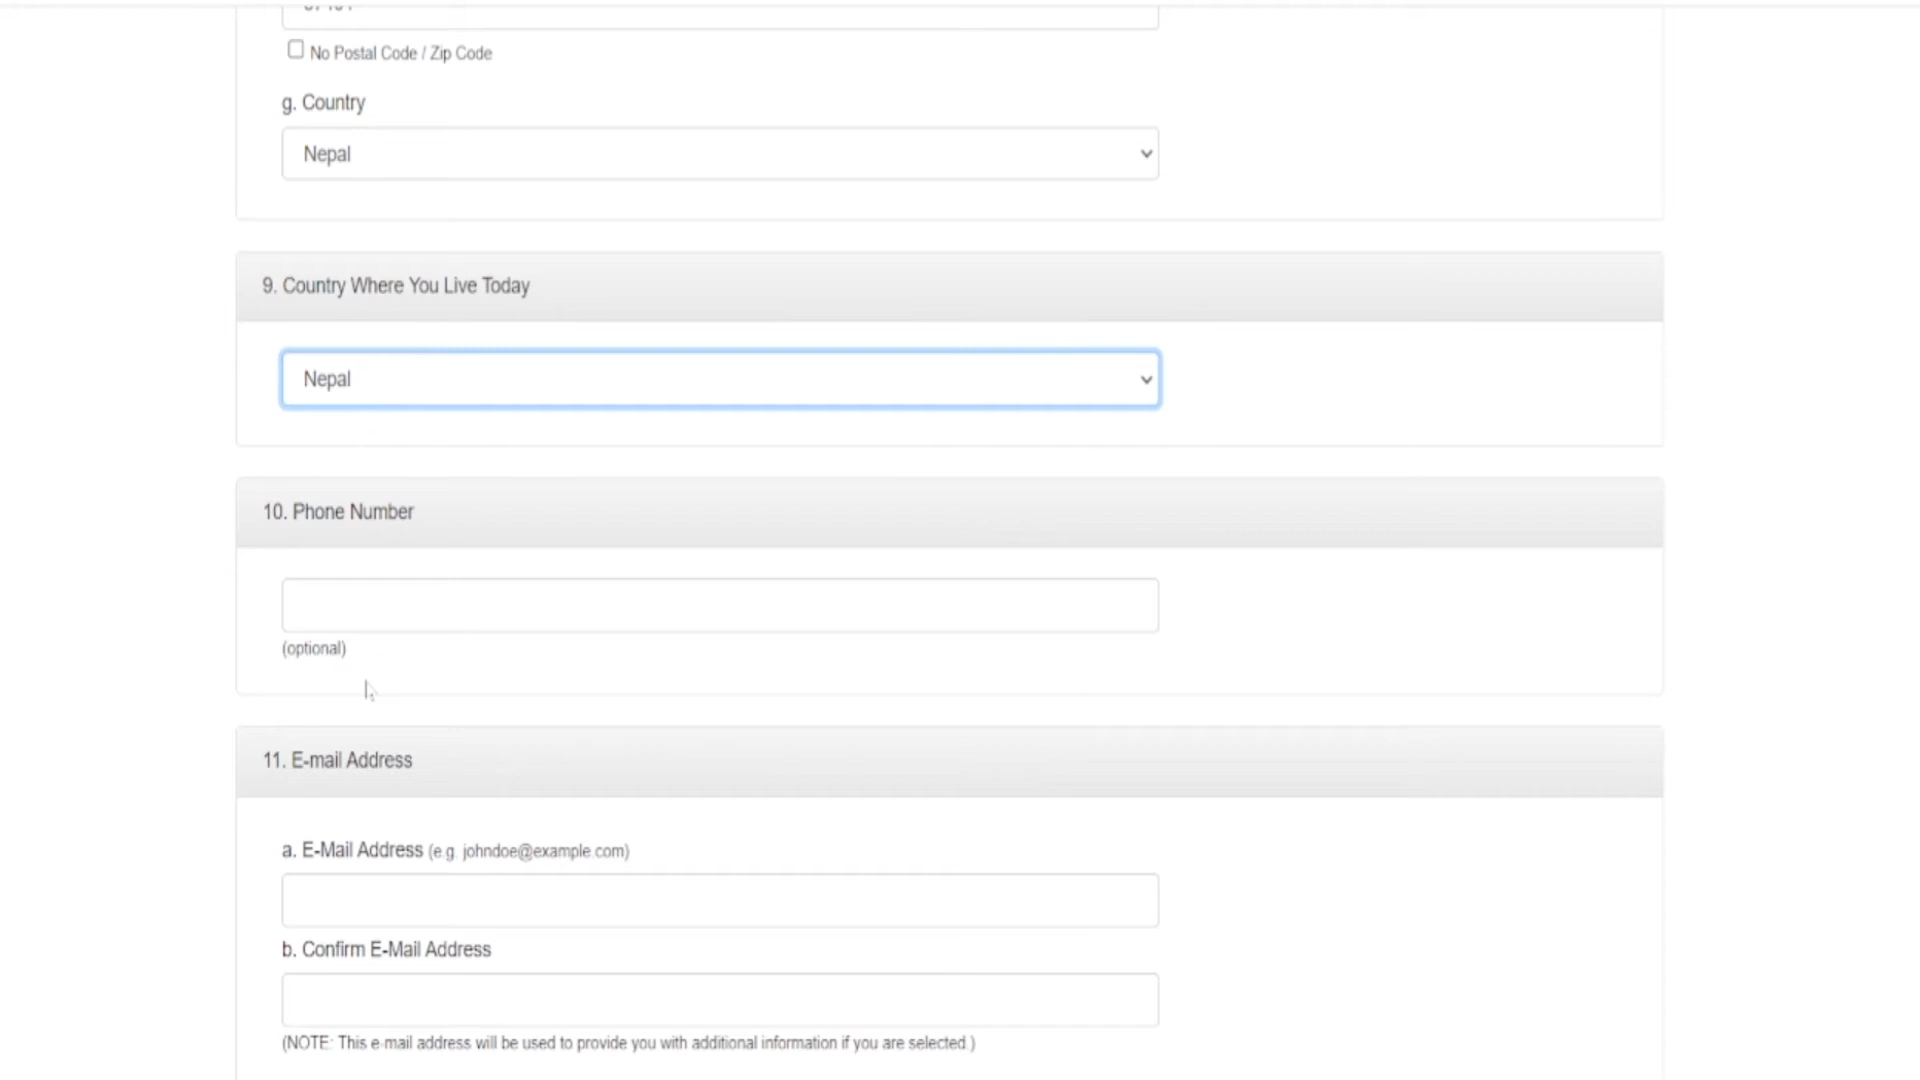 No Postal Code / Zip Code
g. Country
Nepal
9. Country Where You Live Today
Nepal
10. Phone Number
(optional)
11. E-mail Address
a. E-Mail Address (e.g. johndoe@example.com)
b. Confirm E-Mail Address
(NOTE: This e-mail address will be used to provide you with additional information if you are selected.)